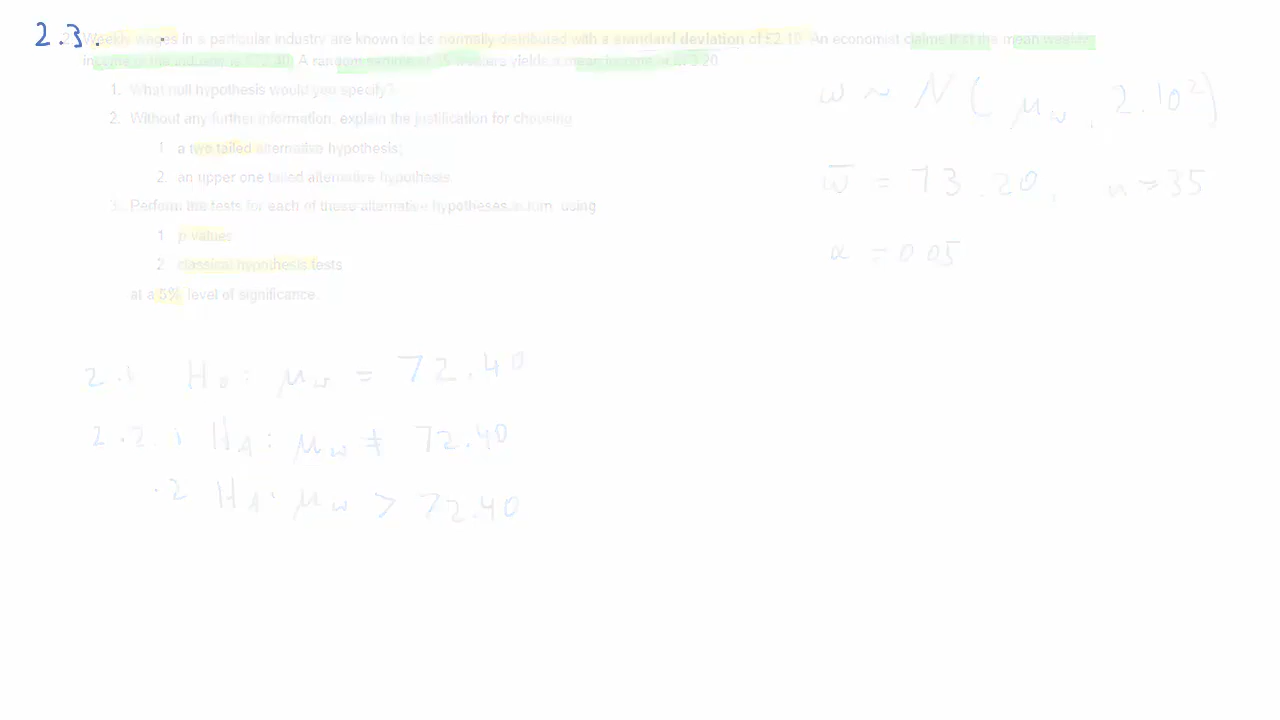 2.3.
2. Weekly wages in a particular industry are known to be normally distributed with a standard deviation of £2.10. An economist claims that the mean weekly
income in the industry is £72.40. A random sample of 35 workers yields a mean income of £73.20.
1. What null hypothesis would you specify?
2. Without any further information, explain the justification for choosing
1. a two tailed alternative hypothesis;
2. an upper one tailed alternative hypothesis.
3. Perform the tests for each of these alternative hypotheses in turn, using
1. p values
2. classical hypothesis tests
at a 5% level of significance.
w ~ N( μw, 2.10²)
w̄ = 73.20, n = 35
α = 0.05
2.1 H0: μw = 72.40
2.2.1 HA: μw ≠ 72.40
.2 HA: μw > 72.40